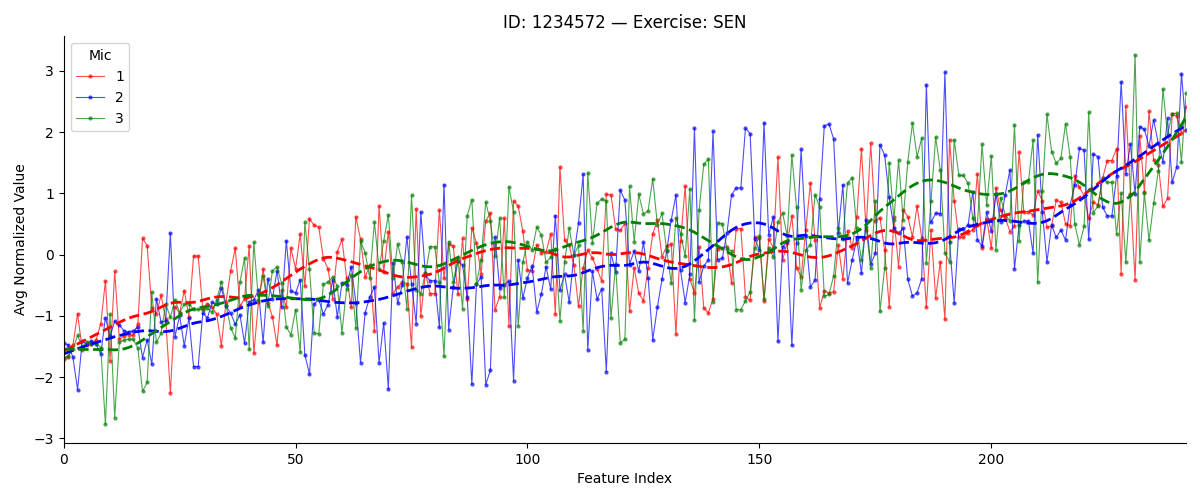 ID: 1234572 — Exercise: SEN
Mic
1
2
3
Avg Normalized Value
3
2
1
0
−1
−2
−3
0 50 100 150 200
Feature Index